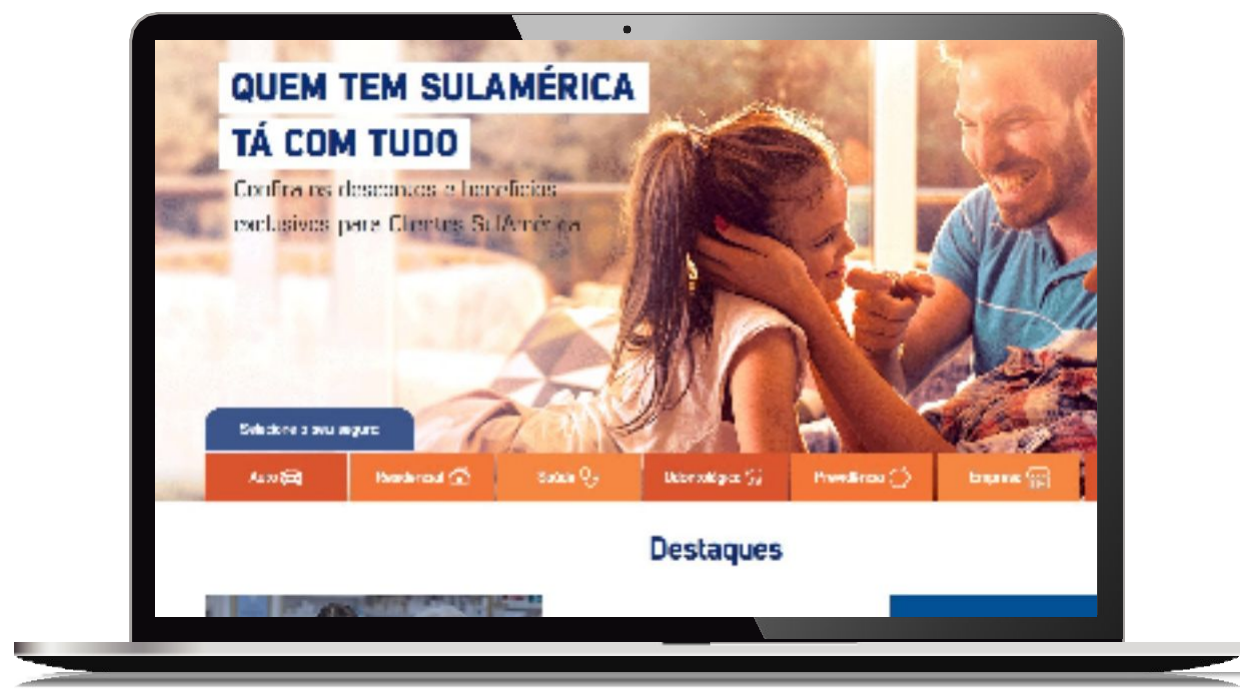 QUEM TEM SULAMÉRICA
TÁ COM TUDO
Confira os descontos e benefícios
exclusivos para Clientes SulAmérica
Selecione o seu seguro
Auto
Residencial
Saúde
Odontológico
Previdência
Empresa
Destaques